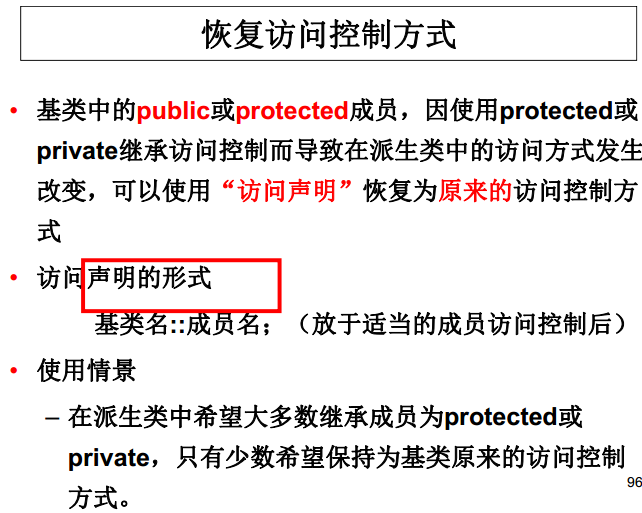 恢复访问控制方式
• 基类中的public或protected成员，因使用protected或
private继承访问控制而导致在派生类中的访问方式发生
改变，可以使用“访问声明”恢复为原来的访问控制方
式
• 访问声明的形式
基类名::成员名；（放于适当的成员访问控制后）
• 使用情景
– 在派生类中希望大多数继承成员为protected或
private，只有少数希望保持为基类原来的访问控制
方式。
96